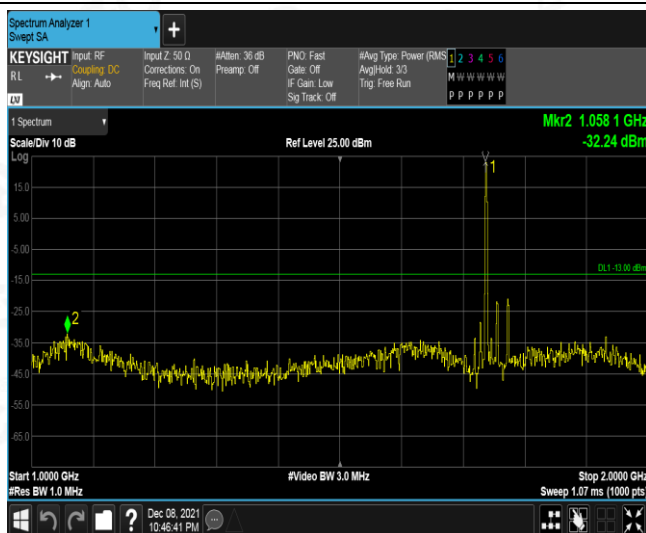 Spectrum Analyzer 1
Swept SA
+
KEYSIGHT
RL
LXI
Input: RF
Coupling: DC
Align: Auto
Input Z: 50 Ω
Corrections: On
Freq Ref: Int (S)
#Atten: 36 dB
Preamp: Off
PNO: Fast
Gate: Off
IF Gain: Low
Sig Track: Off
#Avg Type: Power (RMS
Avg|Hold: 3/3
Trig: Free Run
1 2 3 4 5 6
M W W W W W
P P P P P P
1 Spectrum
Mkr2 1.058 1 GHz
-32.24 dBm
Scale/Div 10 dB
Ref Level 25.00 dBm
Log
1
15.0
5.00
-5.00
DL1 -13.00 dBm
-15.0
-25.0
2
-35.0
-45.0
-55.0
-65.0
Start 1.0000 GHz
#Video BW 3.0 MHz
Stop 2.0000 GHz
#Res BW 1.0 MHz
Sweep 1.07 ms (1000 pts)
?
Dec 08, 2021
10:46:41 PM